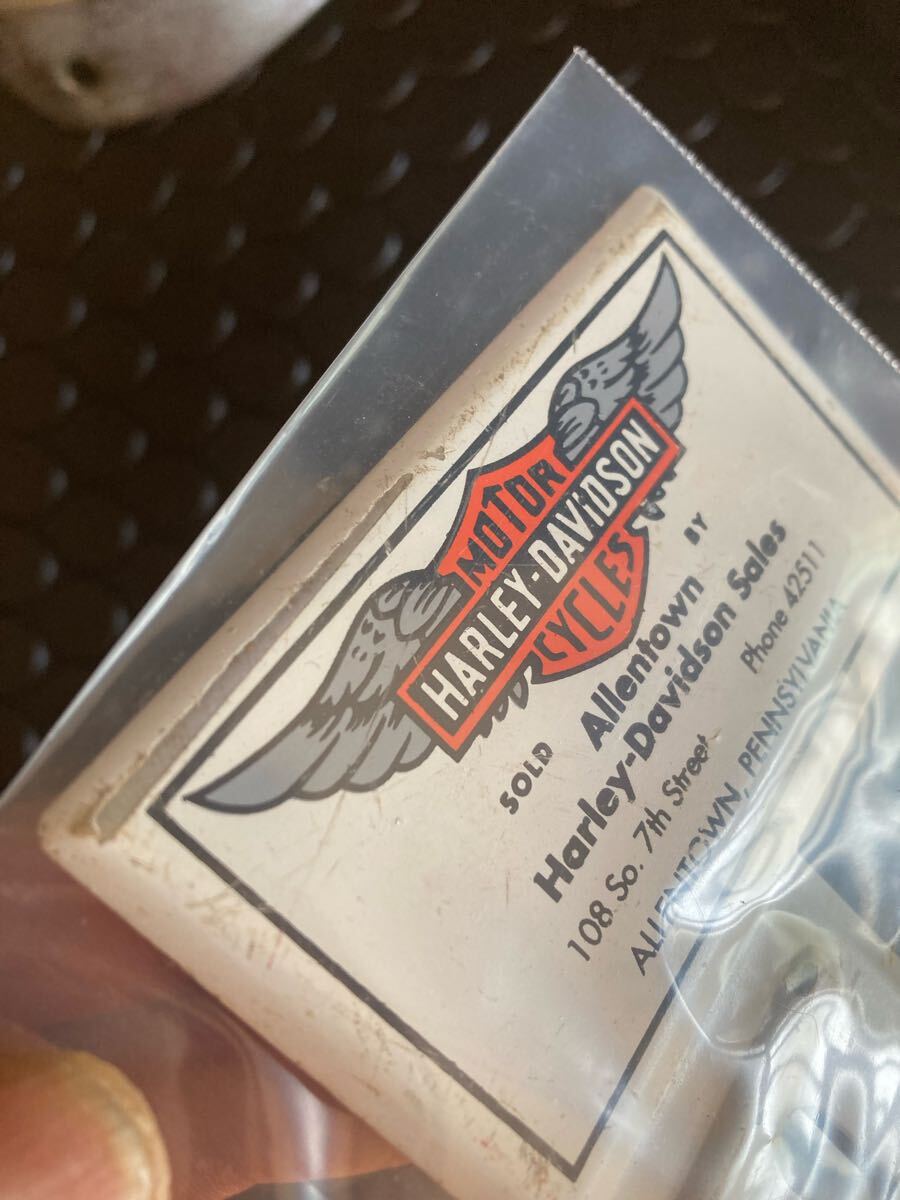 MOTOR
HARLEY-DAVIDSON
CYCLES
SOLD BY
Allentown
Harley-Davidson Sales
108 So. 7th Street Phone 42511
ALLENTOWN, PENNSYLVANIA